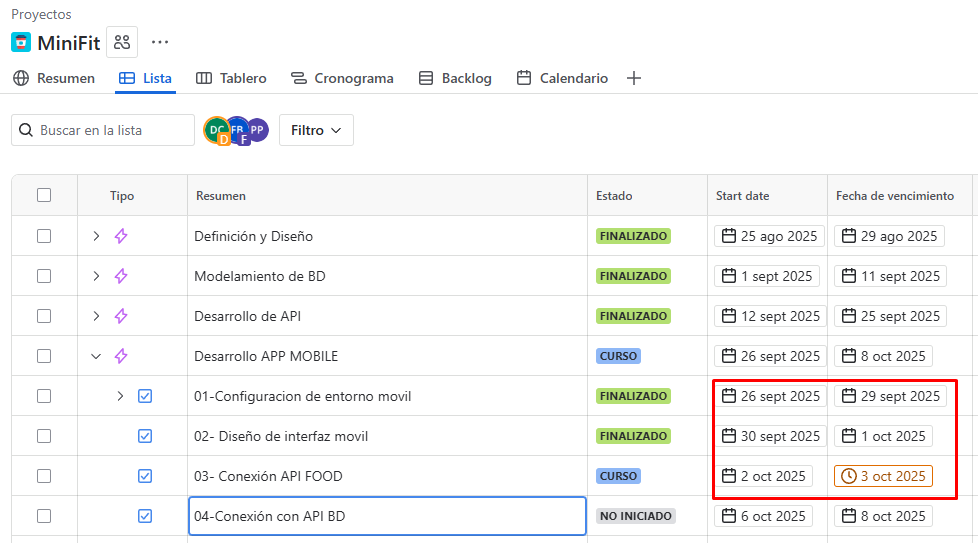 Proyectos
MiniFit
Resumen Lista Tablero Cronograma Backlog Calendario
Buscar en la lista DC D FB F PP Filtro
Tipo Resumen Estado Start date Fecha de vencimiento
Definición y Diseño FINALIZADO 25 ago 2025 29 ago 2025
Modelamiento de BD FINALIZADO 1 sept 2025 11 sept 2025
Desarrollo de API FINALIZADO 12 sept 2025 25 sept 2025
Desarrollo APP MOBILE CURSO 26 sept 2025 8 oct 2025
01-Configuracion de entorno movil FINALIZADO 26 sept 2025 29 sept 2025
02- Diseño de interfaz movil FINALIZADO 30 sept 2025 1 oct 2025
03- Conexión API FOOD CURSO 2 oct 2025 3 oct 2025
04-Conexión con API BD NO INICIADO 6 oct 2025 8 oct 2025